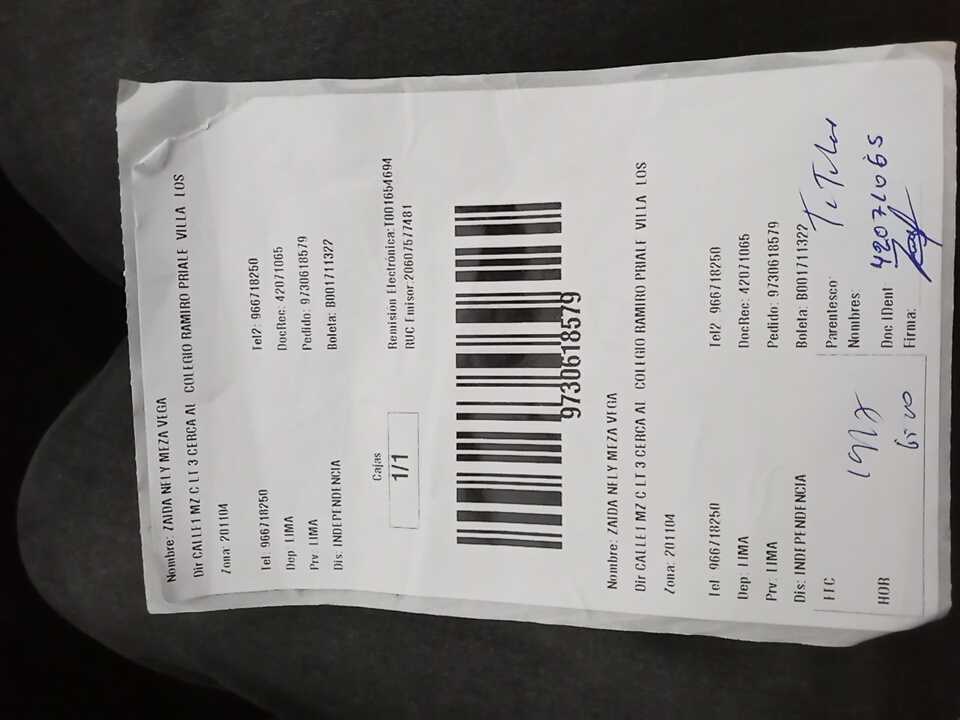 Nombre: ZAIDA NELY MEZA VEGA
Dir CALLE1 MZ C LT 3 CERCA AL COLEGIO RAMIRO PRIALE VILLA LOS
Zona: 201104
Tel: 966718250 Tel2: 966718250
Dep LIMA DocRec: 42071065
Prv: LIMA Pedido: 9730618579
Dis: INDEPENDENCIA Boleta: B001711322
Cajas
1/1
Remision Electrónica:T001654694
RUC Emisor:20607577481
9730618579
Nombre: ZAIDA NELY MEZA VEGA
Dir CALLE1 MZ C LT 3 CERCA AL COLEGIO RAMIRO PRIALE VILLA LOS
Zona: 201104
Tel 966718250 Tel2 966718250
Dep: LIMA DocRec: 42071065
Prv: LIMA Pedido: 9730618579
Dis: INDEPENDENCIA Boleta: B001711322
FTC
Parentesco:
Nombres
HOR
Doc IDent 42071065
Firma: